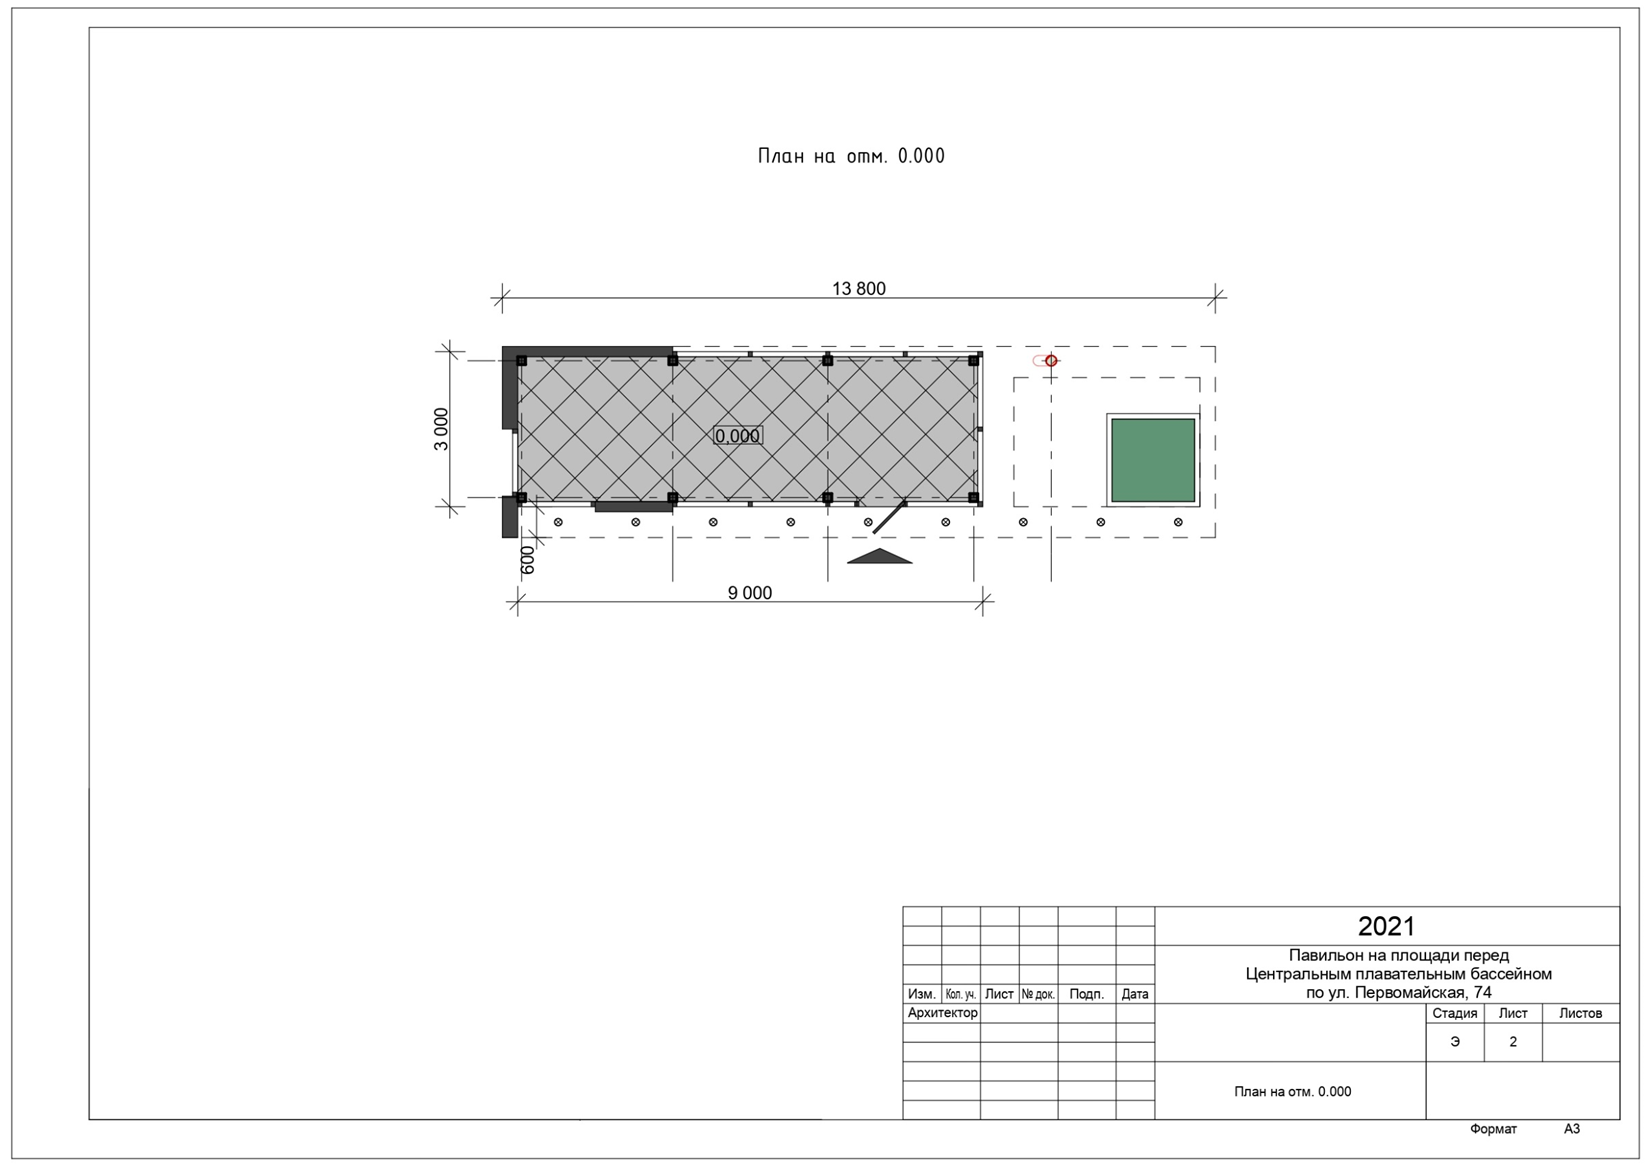 План на отм. 0.000
13 800
3 000
0,000
600
9 000
2021
Павильон на площади перед
Центральным плавательным бассейном
по ул. Первомайская, 74
Изм. Кол. уч. Лист № док. Подп. Дата
Архитектор
Стадия Лист Листов
Э 2
План на отм. 0.000
Формат А3